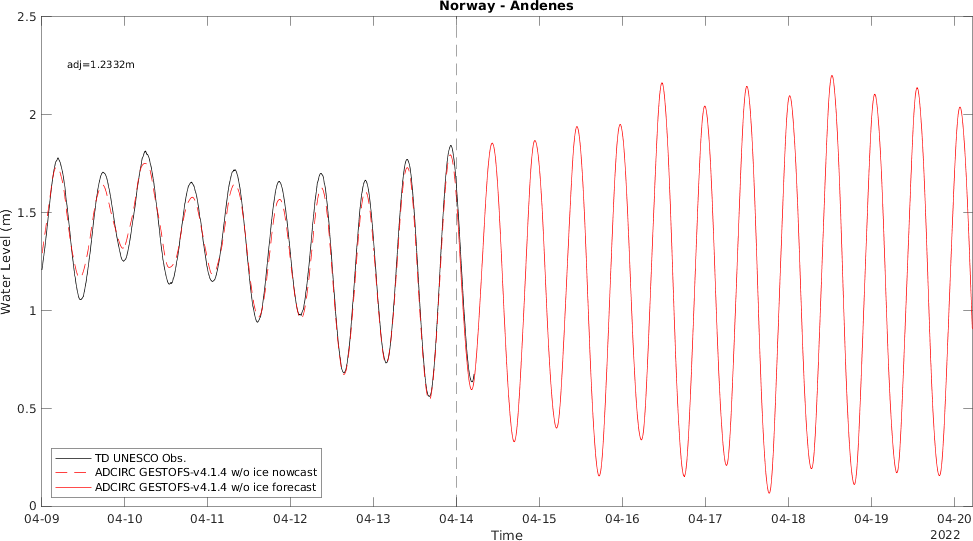 Norway - Andenes
adj=1.2332m
2.5
2
1.5
1
0.5
0
Water Level (m)
TD UNESCO Obs.
ADCIRC GESTOFS-v4.1.4 w/o ice nowcast
ADCIRC GESTOFS-v4.1.4 w/o ice forecast
04-09 04-10 04-11 04-12 04-13 04-14 04-15 04-16 04-17 04-18 04-19 04-20
Time
2022